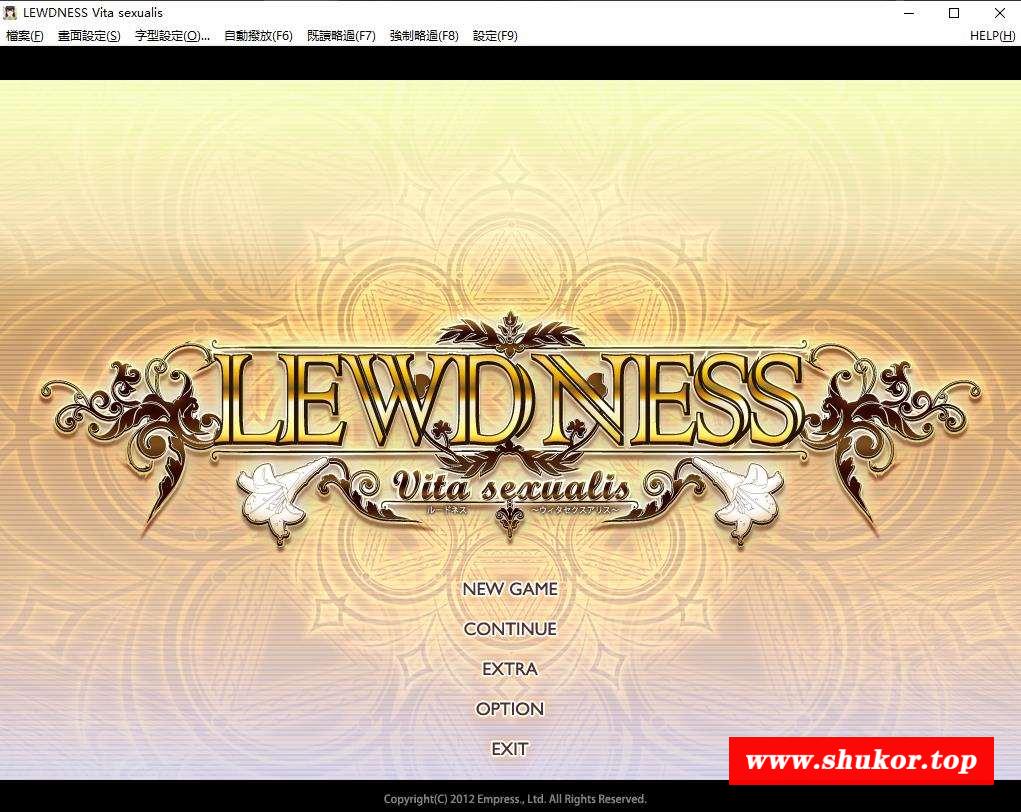 LEWDNESS Vita sexualis
檔案(F) 畫面設定(S) 字型設定(O)... 自動撥放(F6) 既讀略過(F7) 強制略過(F8) 設定(F9) HELP(H)
LEWDNESS
Vita sexualis
ルードネス ～ウィタセクスアリス～
NEW GAME
CONTINUE
EXTRA
OPTION
EXIT
www.shukor.top
Copyright(C) 2012 Empress., Ltd. All Rights Reserved.